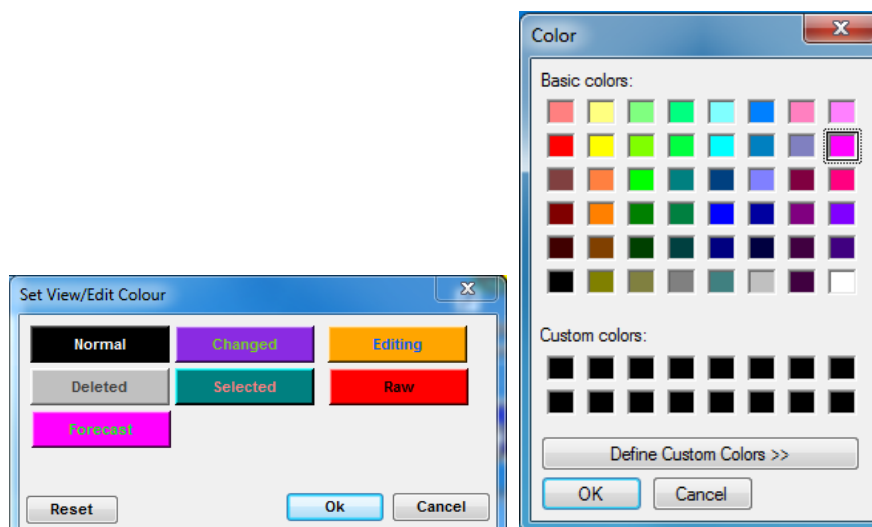 Set View/Edit Colour
Normal Changed Editing
Deleted Selected Raw
Forecast
Reset Ok Cancel
Color
Basic colors:
Custom colors:
Define Custom Colors >>
OK Cancel